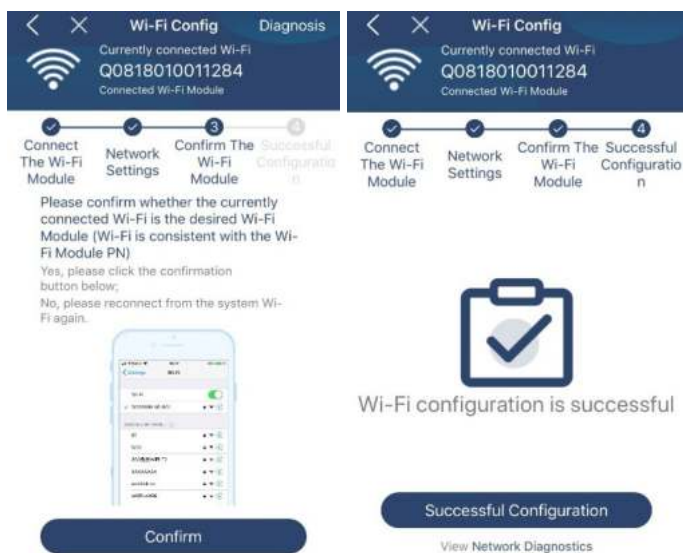 Wi-Fi Config
Diagnosis
Currently connected Wi-Fi
Q0818010011284
Connected Wi-Fi Module
3
4
Connect
The Wi-Fi
Module
Network
Settings
Confirm The
Wi-Fi
Module
Successful
Configuratio
n
Please confirm whether the currently
connected Wi-Fi is the desired Wi-Fi
Module (Wi-Fi is consistent with the Wi-
Fi Module PN)
Yes, please click the confirmation
button below;
No, please reconnect from the system Wi-
Fi again.
Confirm
Wi-Fi Config
Currently connected Wi-Fi
Q0818010011284
Connected Wi-Fi Module
4
Connect
The Wi-Fi
Module
Network
Settings
Confirm The
Wi-Fi
Module
Successful
Configuratio
n
Wi-Fi configuration is successful
Successful Configuration
View Network Diagnostics